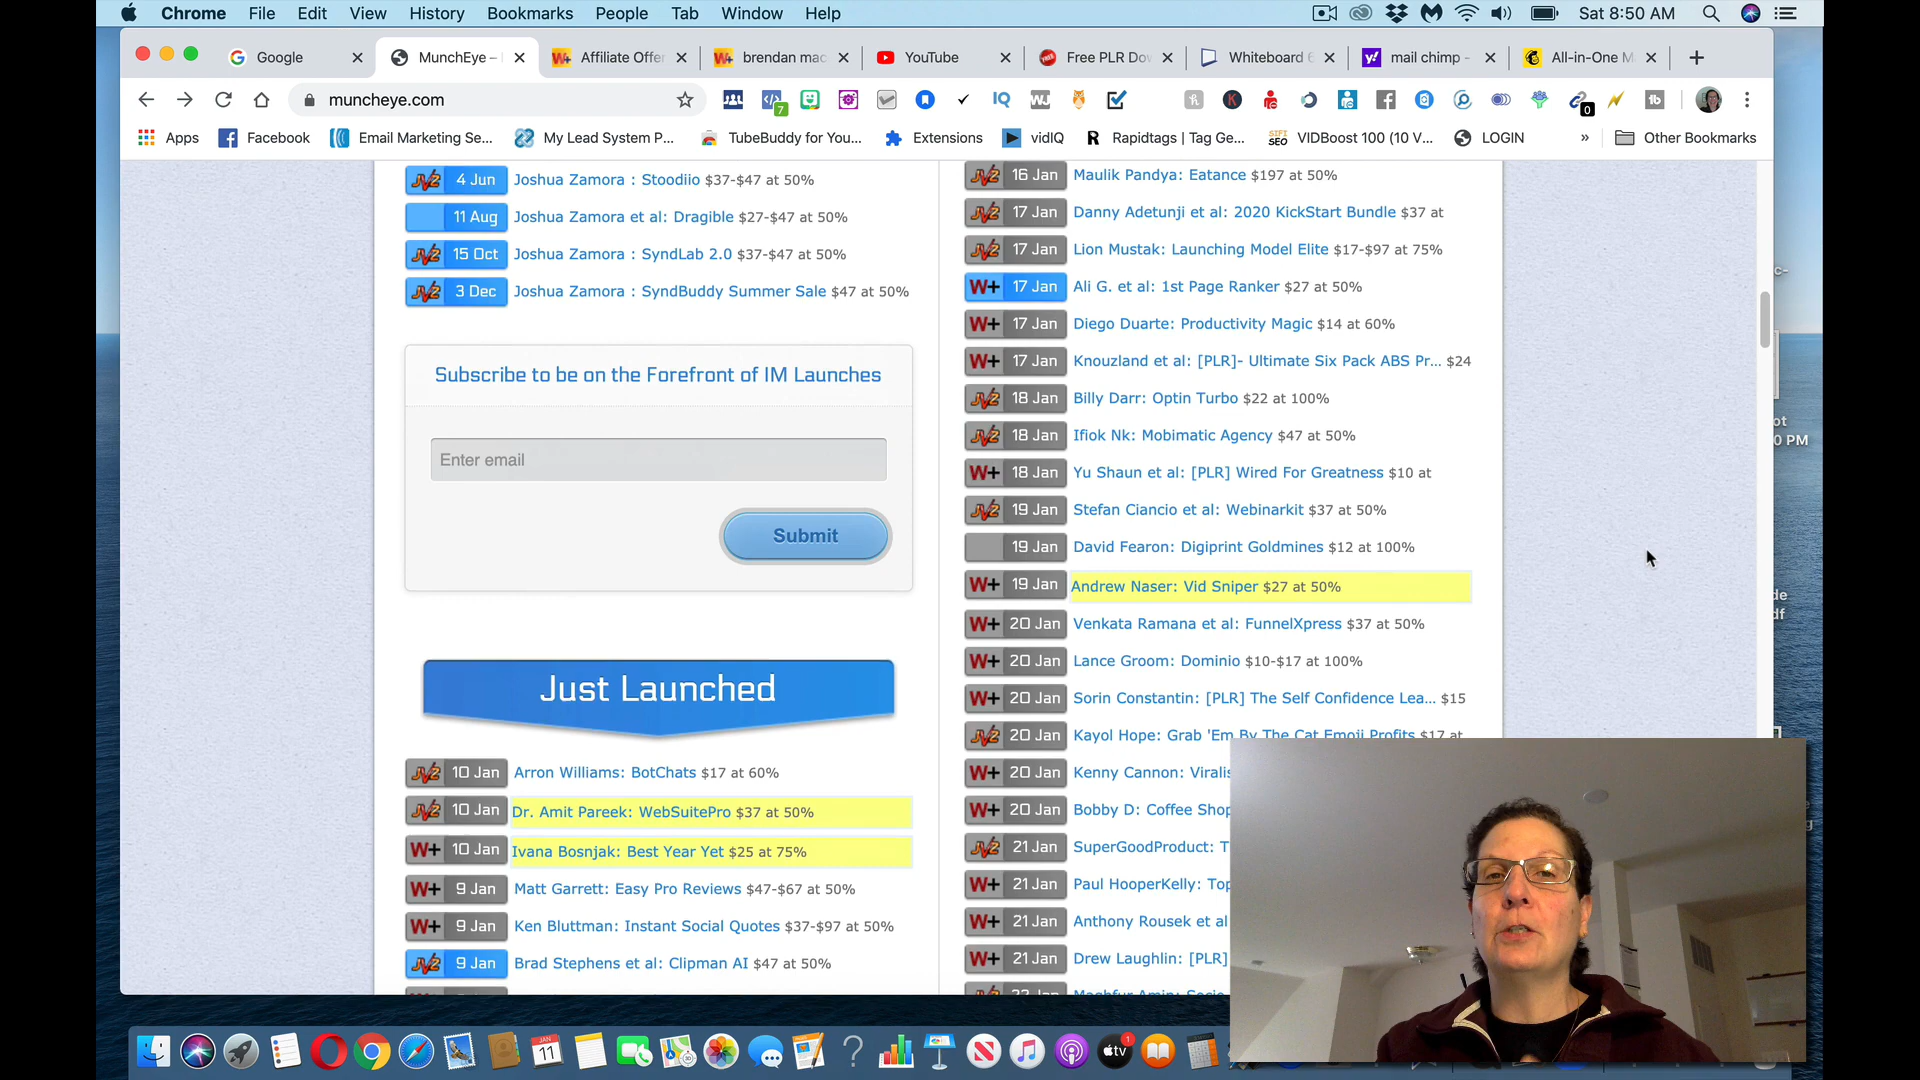 Chrome File Edit View History Bookmarks People Tab Window Help Sat 8:50 AM
Google MunchEye – Affiliate Offer brendan mac YouTube Free PLR Do Whiteboard mail chimp - All-in-One M
muncheye.com
Apps Facebook Email Marketing Se... My Lead System P... TubeBuddy for You... Extensions vidIQ Rapidtags | Tag Ge... VIDBoost 100 (10 V... LOGIN » Other Bookmarks
4 Jun Joshua Zamora : Stoodiio $37-$47 at 50%
11 Aug Joshua Zamora et al: Dragible $27-$47 at 50%
15 Oct Joshua Zamora : SyndLab 2.0 $37-$47 at 50%
3 Dec Joshua Zamora : SyndBuddy Summer Sale $47 at 50%
Subscribe to be on the Forefront of IM Launches
Enter email
Submit
Just Launched
10 Jan Arron Williams: BotChats $17 at 60%
10 Jan Dr. Amit Pareek: WebSuitePro $37 at 50%
W+ 10 Jan Ivana Bosnjak: Best Year Yet $25 at 75%
W+ 9 Jan Matt Garrett: Easy Pro Reviews $47-$67 at 50%
W+ 9 Jan Ken Bluttman: Instant Social Quotes $37-$97 at 50%
9 Jan Brad Stephens et al: Clipman AI $47 at 50%
16 Jan Maulik Pandya: Eatance $197 at 50%
17 Jan Danny Adetunji et al: 2020 KickStart Bundle $37 at
17 Jan Lion Mustak: Launching Model Elite $17-$97 at 75%
W+ 17 Jan Ali G. et al: 1st Page Ranker $27 at 50%
W+ 17 Jan Diego Duarte: Productivity Magic $14 at 60%
W+ 17 Jan Knouzland et al: [PLR]- Ultimate Six Pack ABS Pr... $24
18 Jan Billy Darr: Optin Turbo $22 at 100%
18 Jan Ifiok Nk: Mobimatic Agency $47 at 50%
W+ 18 Jan Yu Shaun et al: [PLR] Wired For Greatness $10 at
19 Jan Stefan Ciancio et al: Webinarkit $37 at 50%
19 Jan David Fearon: Digiprint Goldmines $12 at 100%
W+ 19 Jan Andrew Naser: Vid Sniper $27 at 50%
W+ 20 Jan Venkata Ramana et al: FunnelXpress $37 at 50%
W+ 20 Jan Lance Groom: Dominio $10-$17 at 100%
W+ 20 Jan Sorin Constantin: [PLR] The Self Confidence Lea... $15
20 Jan Kayol Hope: Grab 'Em By The Cat Emoji Profits $17 at
W+ 20 Jan Kenny Cannon: Viralis
W+ 20 Jan Bobby D: Coffee Shop
21 Jan SuperGoodProduct: T
W+ 21 Jan Paul HooperKelly: Top
W+ 21 Jan Anthony Rousek et al
W+ 21 Jan Drew Laughlin: [PLR]
ot
0 PM
de
df
JAN
11
tv